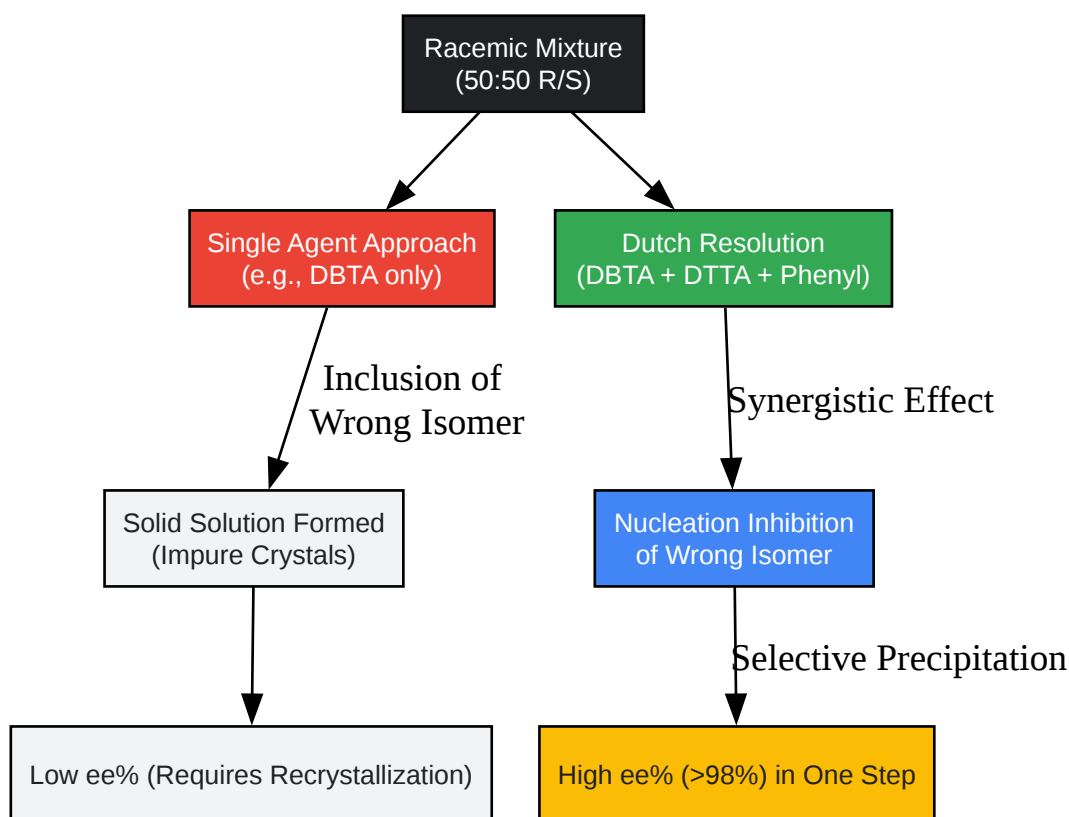 Racemic Mixture
(50:50 R/S)
Single Agent Approach
(e.g., DBTA only)
Dutch Resolution
(DBTA + DTTA + Phenyl)
Inclusion of
Wrong Isomer
Synergistic Effect
Solid Solution Formed
(Impure Crystals)
Nucleation Inhibition
of Wrong Isomer
Selective Precipitation
Low ee% (Requires Recrystallization)
High ee% (>98%) in One Step